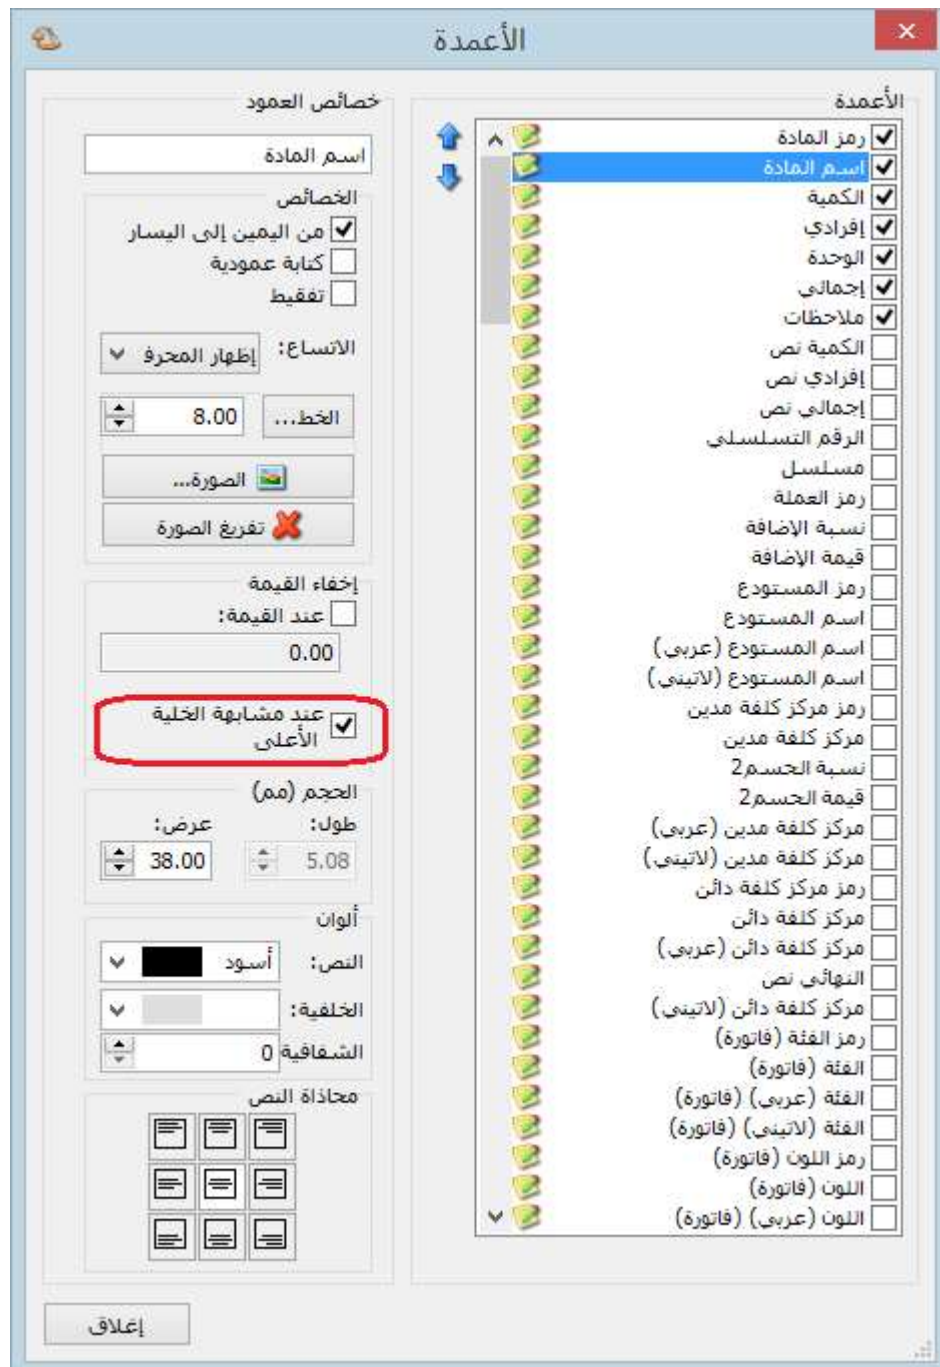 الأعمدة
الأعمدة
رمز المادة
اسم المادة
الكمية
إفرادي
الوحدة
إجمالي
ملاحظات
الكمية نص
إفرادي نص
إجمالي نص
الرقم التسلسلي
مسلسل
رمز العملة
نسبة الإضافة
قيمة الإضافة
رمز المستودع
اسم المستودع
اسم المستودع (عربي)
اسم المستودع (لاتيني)
رمز مركز كلفة مدين
مركز كلفة مدين
نسبة الحسم2
قيمة الحسم2
مركز كلفة مدين (عربي)
مركز كلفة مدين (لاتيني)
رمز مركز كلفة دائن
مركز كلفة دائن
مركز كلفة دائن (عربي)
النهائي نص
مركز كلفة دائن (لاتيني)
رمز الفئة (فاتورة)
الفئة (فاتورة)
الفئة (عربي) (فاتورة)
الفئة (لاتيني) (فاتورة)
رمز اللون (فاتورة)
اللون (فاتورة)
اللون (عربي) (فاتورة)
خصائص العمود
اسم المادة
الخصائص
من اليمين إلى اليسار
كتابة عمودية
تفقيط
الاتساع: إظهار المحرف
الخط... 8.00
الصورة...
تفريغ الصورة
إخفاء القيمة
عند القيمة:
0.00
عند مشابهة الخلية
الأعلى
الحجم (مم)
طول: عرض:
5.08 38.00
ألوان
النص: أسود
الخلفية:
الشفافية 0
محاذاة النص
إغلاق